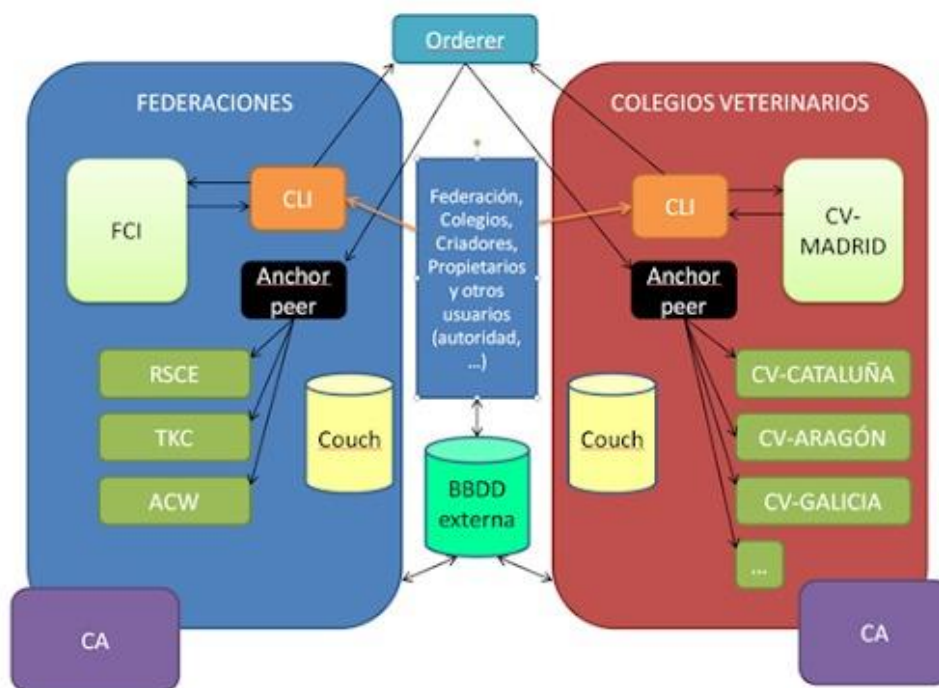 Orderer
FEDERACIONES
COLEGIOS VETERINARIOS
FCI
CLI
Federación,
Colegios,
Criadores,
Propietarios
y otros
usuarios
(autoridad,
...)
CLI
CV-
MADRID
Anchor
peer
Anchor
peer
RSCE
TKC
ACW
Couch
Couch
CV-CATALUÑA
CV-ARAGÓN
CV-GALICIA
...
BBDD
externa
CA
CA